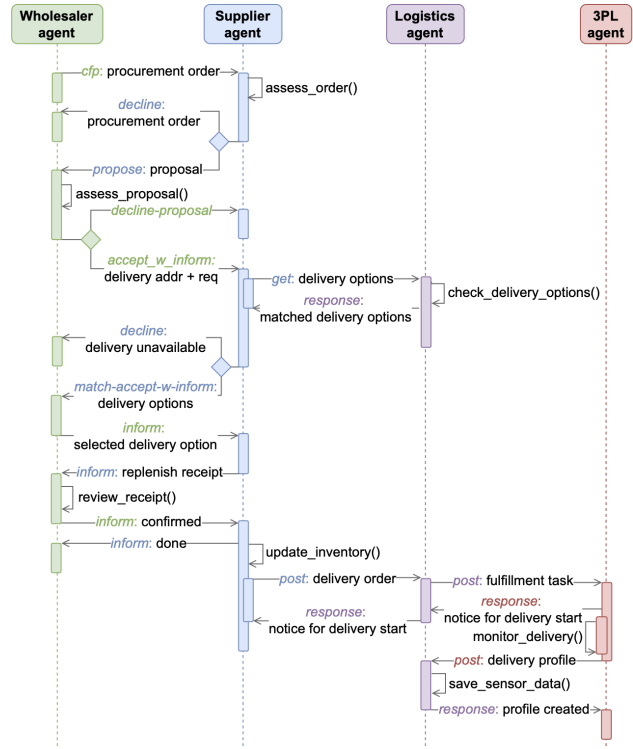 Wholesaler
agent
Supplier
agent
Logistics
agent
3PL
agent
cfp: procurement order
assess_order()
decline:
procurement order
propose: proposal
assess_proposal()
decline-proposal
accept_w_inform:
delivery addr + req
get: delivery options
check_delivery_options()
response:
matched delivery options
decline:
delivery unavailable
match-accept-w-inform:
delivery options
inform:
selected delivery option
inform: replenish receipt
review_receipt()
inform: confirmed
inform: done
update_inventory()
post: delivery order
post: fulfillment task
response:
notice for delivery start
response:
notice for delivery start
monitor_delivery()
post: delivery profile
save_sensor_data()
response: profile created